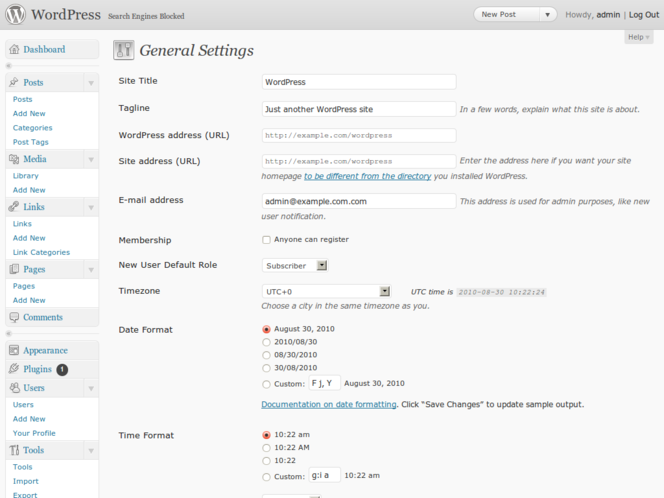 WordPress Search Engines Blocked
New Post
Howdy, admin | Log Out
Help
Dashboard
Posts
Posts
Add New
Categories
Post Tags
Media
Library
Add New
Links
Links
Add New
Link Categories
Pages
Pages
Add New
Comments
Appearance
Plugins 1
Users
Users
Add New
Your Profile
Tools
Tools
Import
Export
General Settings
Site Title WordPress
Tagline Just another WordPress site In a few words, explain what this site is about.
WordPress address (URL) http://example.com/wordpress
Site address (URL) http://example.com/wordpress Enter the address here if you want your site
homepage to be different from the directory you installed WordPress.
E-mail address admin@example.com.com This address is used for admin purposes, like new
user notification.
Membership Anyone can register
New User Default Role Subscriber
Timezone UTC+0 UTC time is 2010-08-30 10:22:24
Choose a city in the same timezone as you.
Date Format August 30, 2010
2010/08/30
08/30/2010
30/08/2010
Custom: F j, Y August 30, 2010
Documentation on date formatting. Click “Save Changes” to update sample output.
Time Format 10:22 am
10:22 AM
10:22
Custom: g:i a 10:22 am